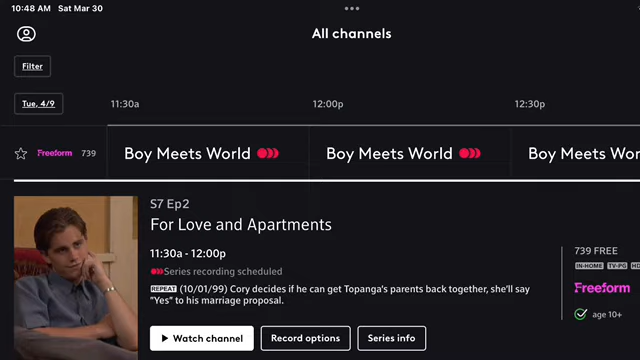 10:48 AM Sat Mar 30
All channels
Filter
Tue, 4/9
11:30a 12:00p 12:30p
Freeform 739 Boy Meets World Boy Meets World Boy Meets Wor
S7 Ep2
For Love and Apartments
11:30a - 12:00p
Series recording scheduled
REPEAT (10/01/99) Cory decides if he can get Topanga's parents back together, she'll say
"Yes" to his marriage proposal.
739 FREE
IN-HOME TV-PG HD
Freeform
age 10+
Watch channel Record options Series info